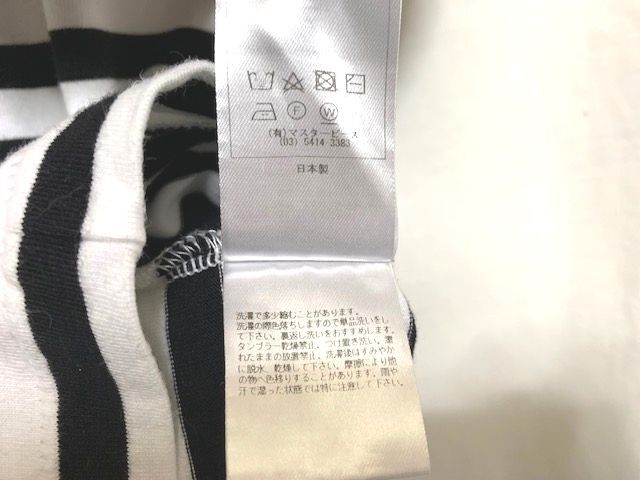 F W
(有)マスターピース
(03) 5414 3383
日本製
洗濯で多少縮むことがあります。
洗濯の際色落ちしますので単品洗いをし
て下さい。裏返し洗いをおすすめします。
タンブラー乾燥禁止、つけ置き洗い、濡
れたままの放置禁止、洗濯後はすみやか
に脱水、乾燥して下さい。摩擦により他
の物へ色移りすることがあります。雨や
汗で湿った状態では特に注意して下さい。